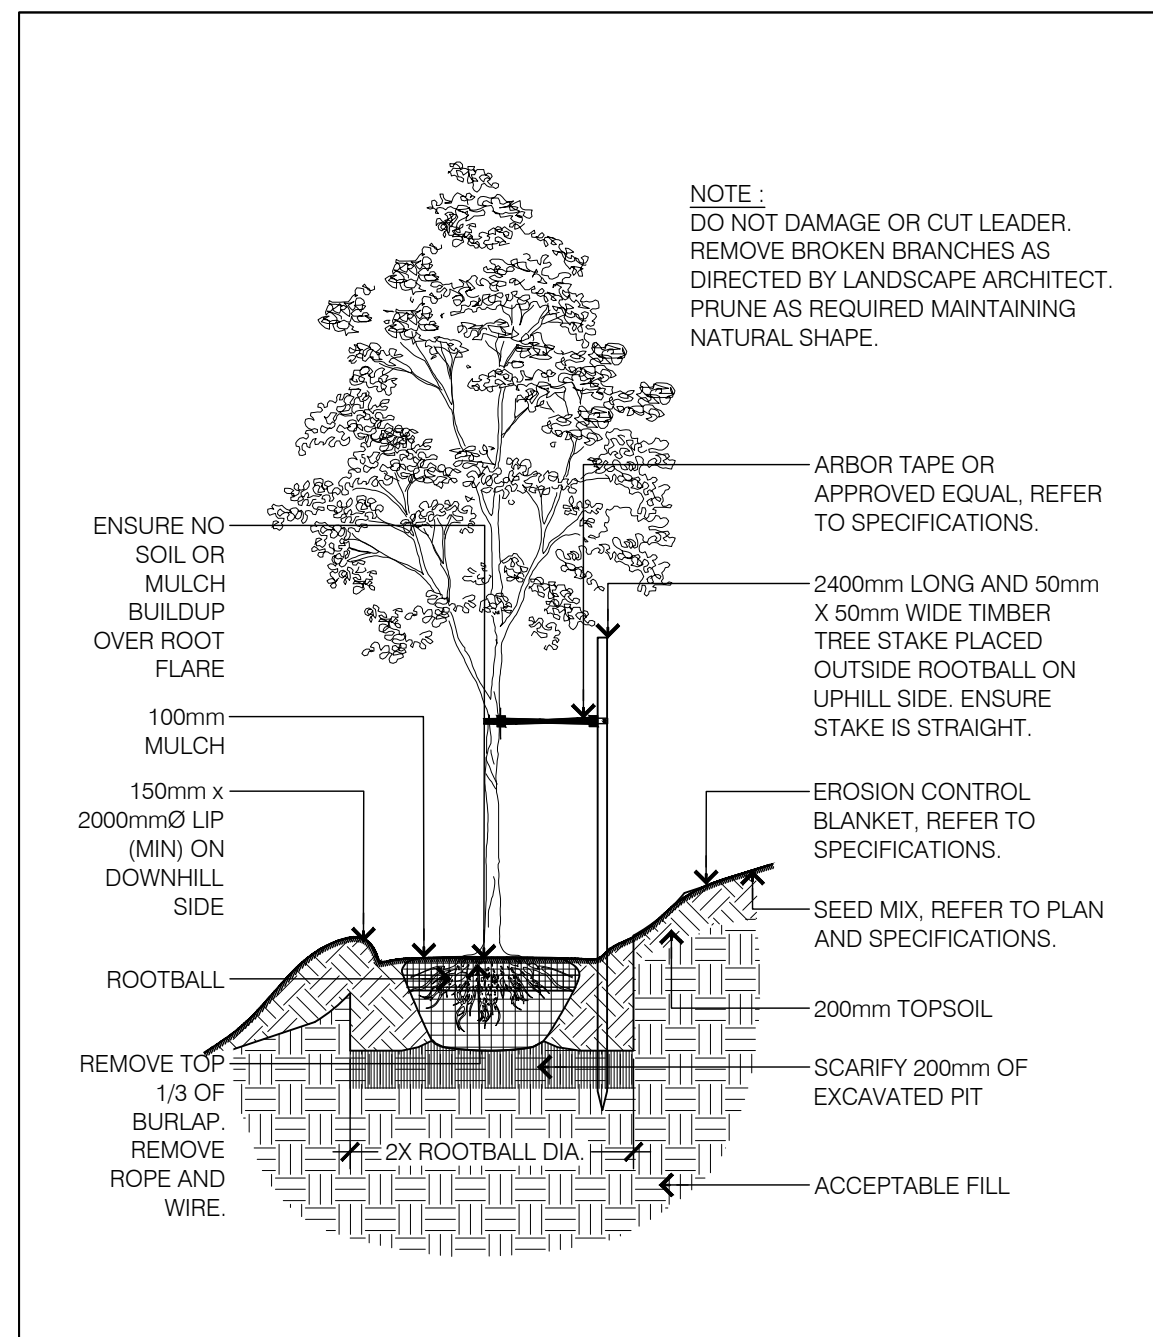 NOTE :
DO NOT DAMAGE OR CUT LEADER.
REMOVE BROKEN BRANCHES AS
DIRECTED BY LANDSCAPE ARCHITECT.
PRUNE AS REQUIRED MAINTAINING
NATURAL SHAPE.
ENSURE NO
SOIL OR
MULCH
BUILDUP
OVER ROOT
FLARE
100mm
MULCH
150mm x
2000mmØ LIP
(MIN) ON
DOWNHILL
SIDE
ROOTBALL
REMOVE TOP
1/3 OF
BURLAP.
REMOVE
ROPE AND
WIRE.
2X ROOTBALL DIA.
ARBOR TAPE OR
APPROVED EQUAL, REFER
TO SPECIFICATIONS.
2400mm LONG AND 50mm
X 50mm WIDE TIMBER
TREE STAKE PLACED
OUTSIDE ROOTBALL ON
UPHILL SIDE. ENSURE
STAKE IS STRAIGHT.
EROSION CONTROL
BLANKET, REFER TO
SPECIFICATIONS.
SEED MIX, REFER TO PLAN
AND SPECIFICATIONS.
200mm TOPSOIL
SCARIFY 200mm OF
EXCAVATED PIT
ACCEPTABLE FILL